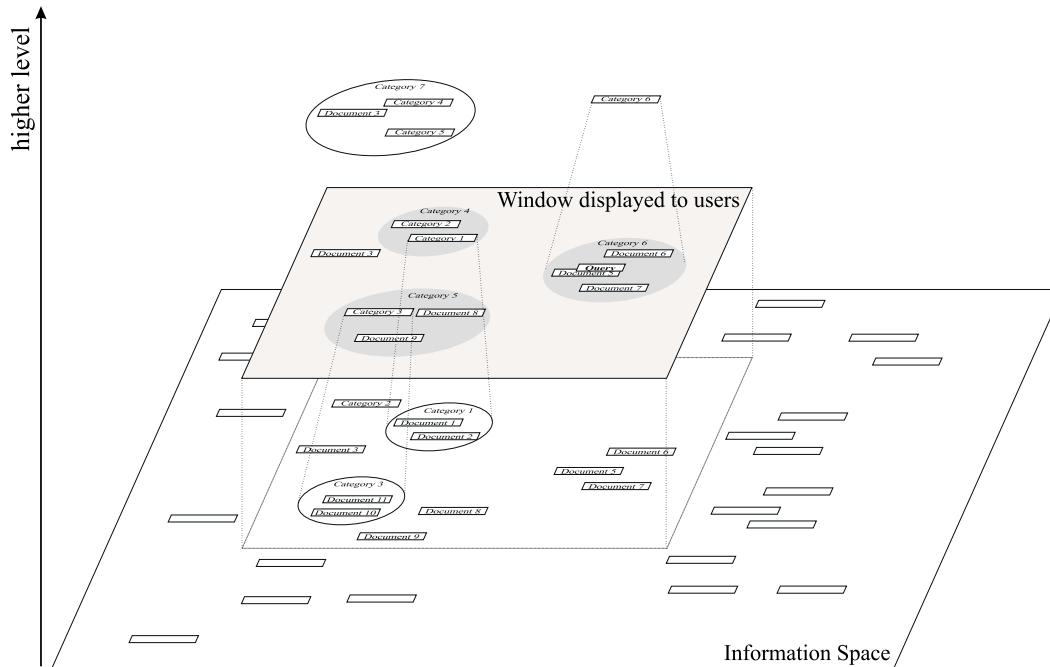 higher level
Category 7
Category 4
Document 3
Category 5
Category 6
Window displayed to users
Category 4
Category 2
Category 1
Document 3
Category 6
Document 6
Query
Document 5
Document 7
Category 5
Category 3
Document 8
Document 9
Category 2
Category 1
Document 1
Document 2
Document 3
Document 6
Document 5
Document 7
Category 3
Document 11
Document 10
Document 8
Document 9
Information Space